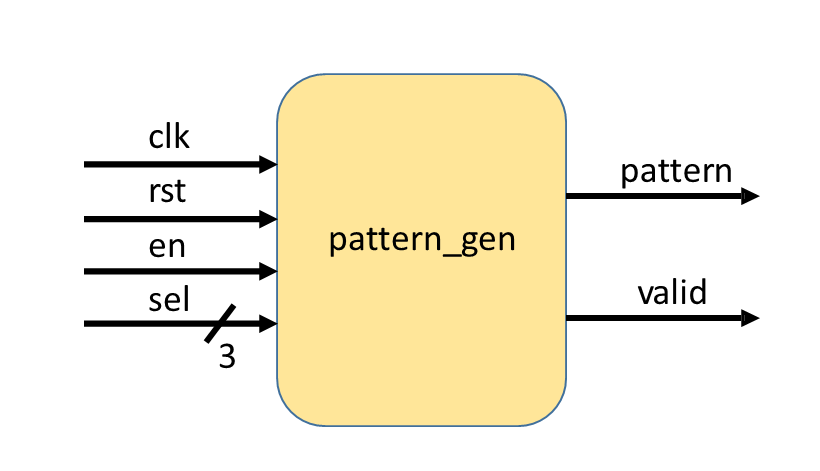 clk
rst
en
sel
3
pattern_gen
pattern
valid